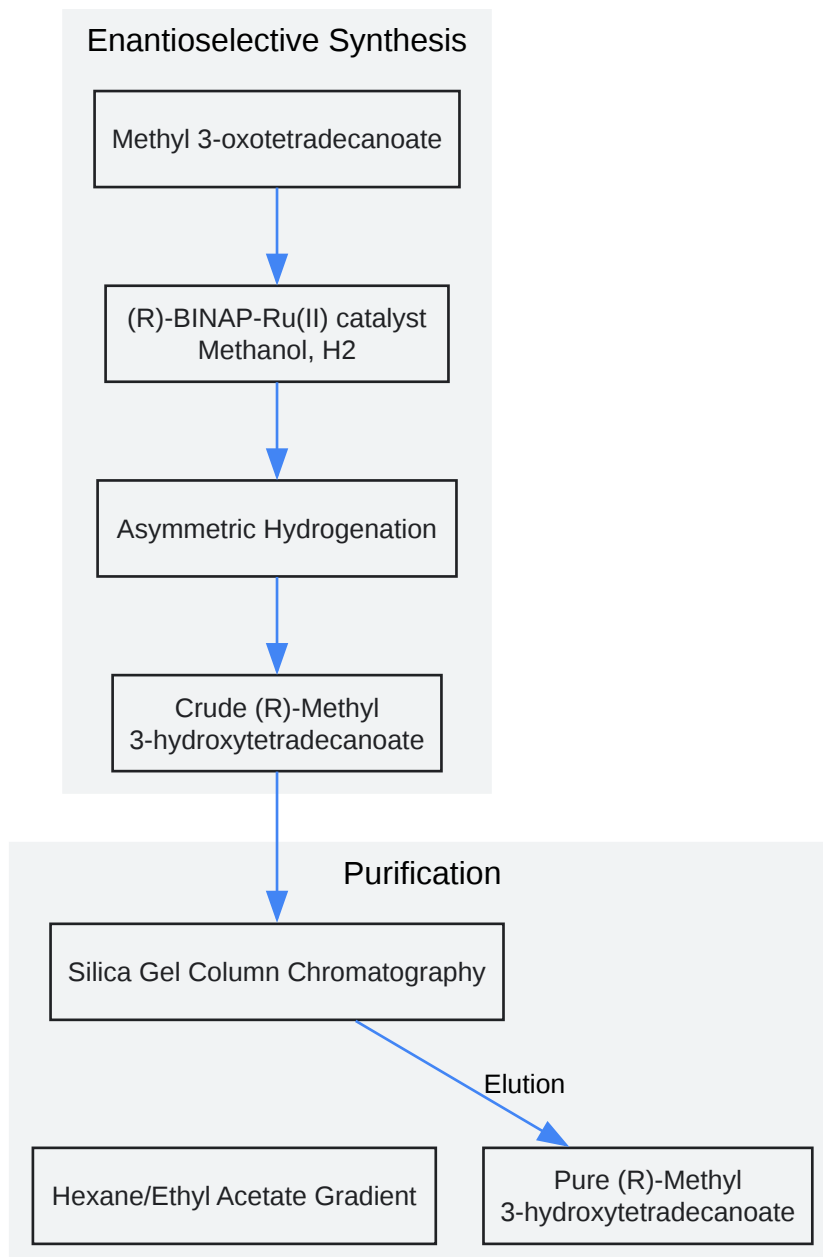 Enantioselective Synthesis
Methyl 3-oxotetradecanoate
(R)-BINAP-Ru(II) catalyst
Methanol, H2
Asymmetric Hydrogenation
Crude (R)-Methyl
3-hydroxytetradecanoate
Purification
Silica Gel Column Chromatography
Elution
Hexane/Ethyl Acetate Gradient
Pure (R)-Methyl
3-hydroxytetradecanoate